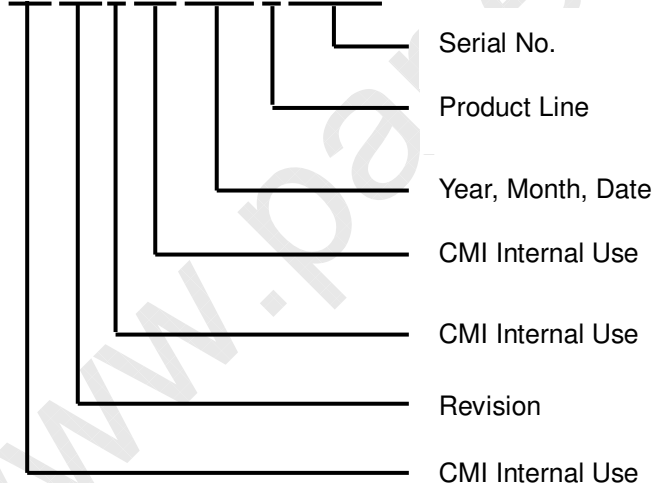 Serial No.
Product Line
Year, Month, Date
CMI Internal Use
CMI Internal Use
Revision
CMI Internal Use